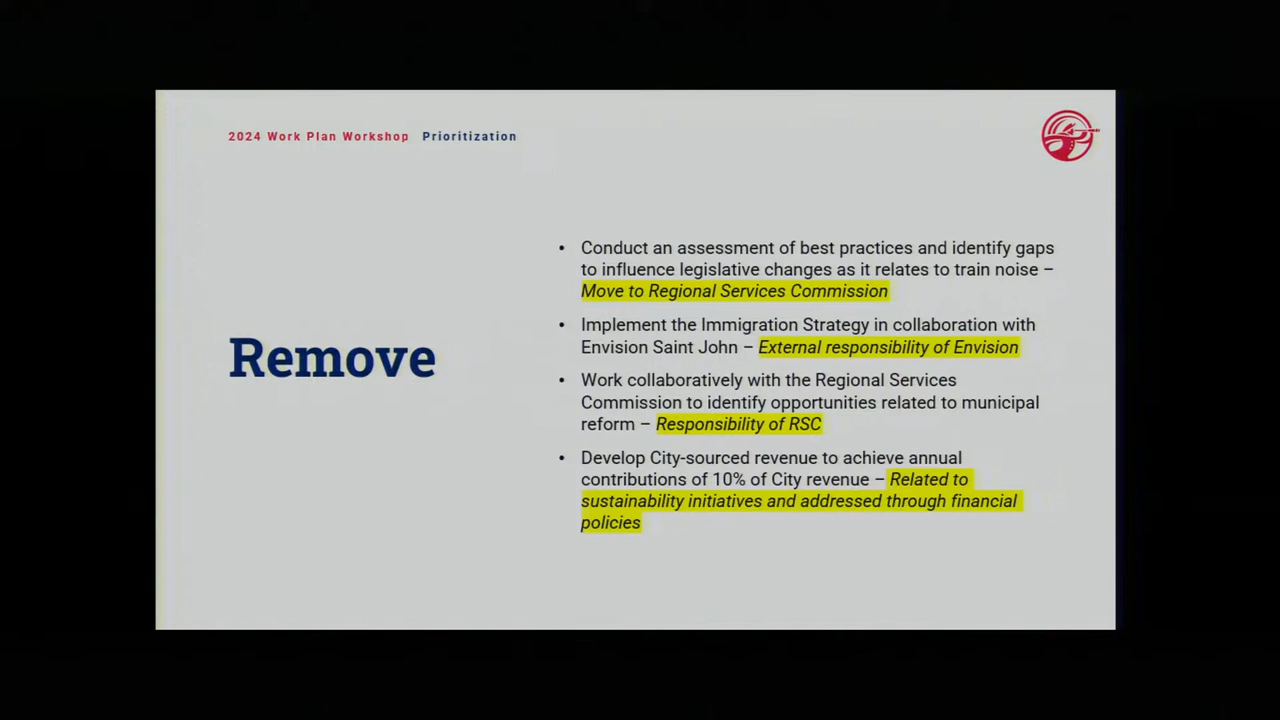 2024 Work Plan Workshop Prioritization
Remove
• Conduct an assessment of best practices and identify gaps
to influence legislative changes as it relates to train noise –
Move to Regional Services Commission
• Implement the Immigration Strategy in collaboration with
Envision Saint John – External responsibility of Envision
• Work collaboratively with the Regional Services
Commission to identify opportunities related to municipal
reform – Responsibility of RSC
• Develop City-sourced revenue to achieve annual
contributions of 10% of City revenue – Related to
sustainability initiatives and addressed through financial
policies